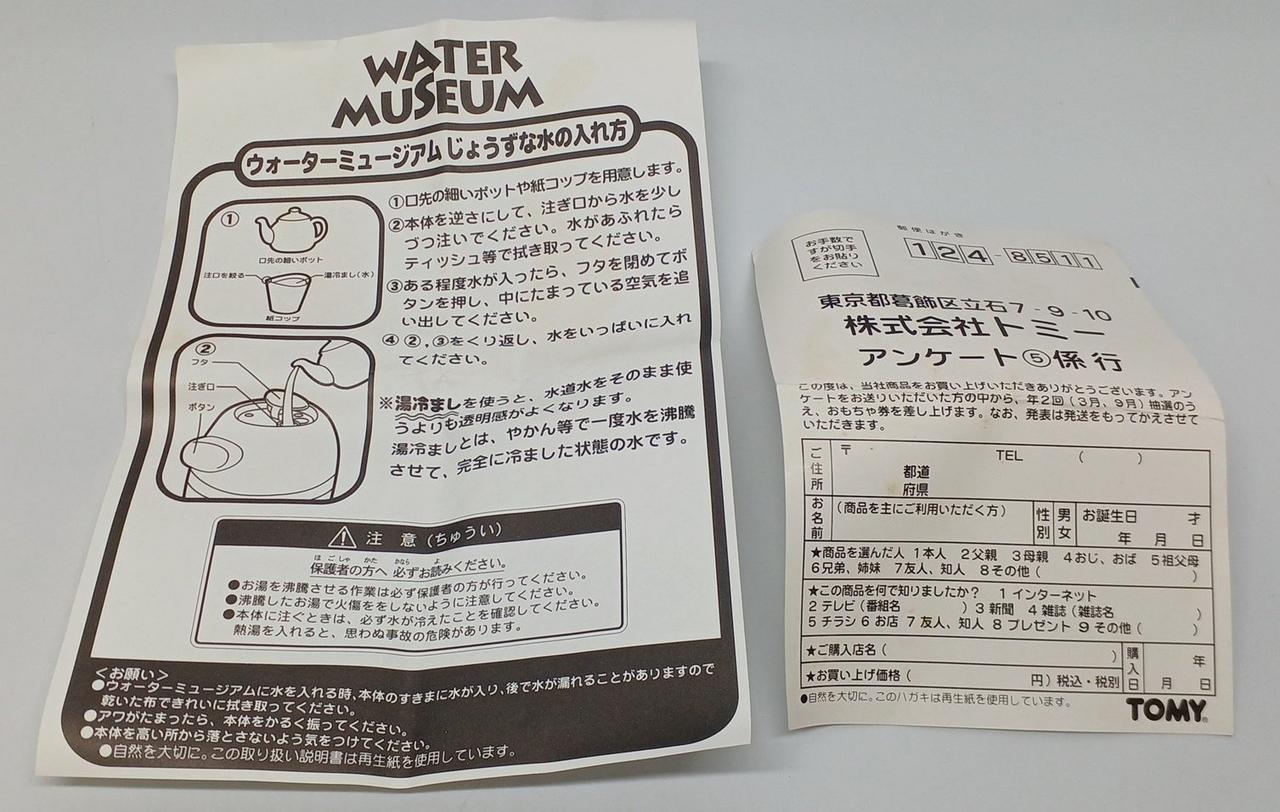 WATER
MUSEUM
ウォーターミュージアム じょうずな水の入れ方
①
口先の細いポット
注口を絞る
湯冷まし(水)
紙コップ
②
フタ
注ぎ口
ボタン
①口先の細いポットや紙コップを用意します。
②本体を逆さにして、注ぎ口から水を少し
づつ注いでください。水があふれたら
ティッシュ等で拭き取ってください。
③ある程度水が入ったら、フタを閉めてボ
タンを押し、中にたまっている空気を追
い出してください。
④ ②,③をくり返し、水をいっぱいに入れ
てください。
※湯冷ましを使うと、水道水をそのまま使
うよりも透明感がよくなります。
湯冷ましとは、やかん等で一度水を沸騰
させて、完全に冷ました状態の水です。
注 意 (ちゅうい)
ほ ご しゃ かた かなら よ
保護者の方へ 必ずお読みください。
●お湯を沸騰させる作業は必ず保護者の方が行ってください。
●沸騰したお湯で火傷ををしないように注意してください。
●本体に注ぐときは、必ず水が冷えたことを確認してください。
熱湯を入れると、思わぬ事故の危険があります。
<お願い>
●ウォーターミュージアムに水を入れる時、本体のすきまに水が入り、後で水が漏れることがありますので
乾いた布できれいに拭き取ってください。
●アワがたまったら、本体をかるく振ってください。
●本体を高い所から落とさないよう気をつけてください。
●自然を大切に。この取り扱い説明書は再生紙を使用しています。
お手数で
すが切手
をお貼り
ください
郵便はがき
124-8511
東京都葛飾区立石7-9-10
株式会社トミー
アンケート⑤係 行
この度は、当社商品をお買い上げいただきありがとうございます。アン
ケートをお送りいただいた方の中から、年2回(3月、9月)抽選のう
え、おもちゃ券を差し上げます。なお、発表は発送をもってかえさせて
いただきます。
ご住所
〒 TEL ( )
都道
府県
お名前
(商品を主にご利用いただく方)
性別
男
女
お誕生日 才
年 月 日
★商品を選んだ人 1本人 2父親 3母親 4おじ、おば 5祖父母
6兄弟、姉妹 7友人、知人 8その他( )
★この商品を何で知りましたか? 1 インターネット
2 テレビ(番組名 ) 3 新聞 4 雑誌(雑誌名 )
5 チラシ 6 お店 7 友人、知人 8 プレゼント 9 その他( )
★ご購入店名( )
★お買い上げ価格( 円)税込・税別
購入日
年
月 日
●自然を大切に。このハガキは再生紙を使用しています。
TOMY®